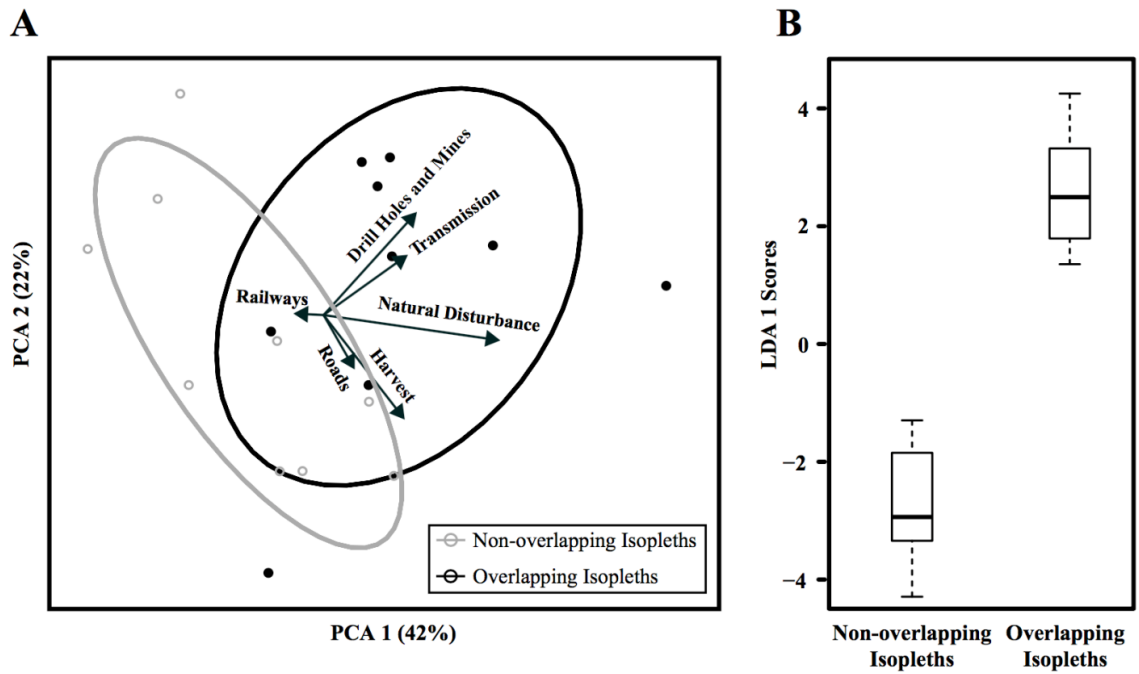 A
B
PCA 2 (22%)
Drill Holes and Mines
Transmission
Railways
Natural Disturbance
Roads
Harvest
Non-overlapping Isopleths
Overlapping Isopleths
PCA 1 (42%)
LDA 1 Scores
4
2
0
−2
−4
Non-overlapping
Isopleths
Overlapping
Isopleths